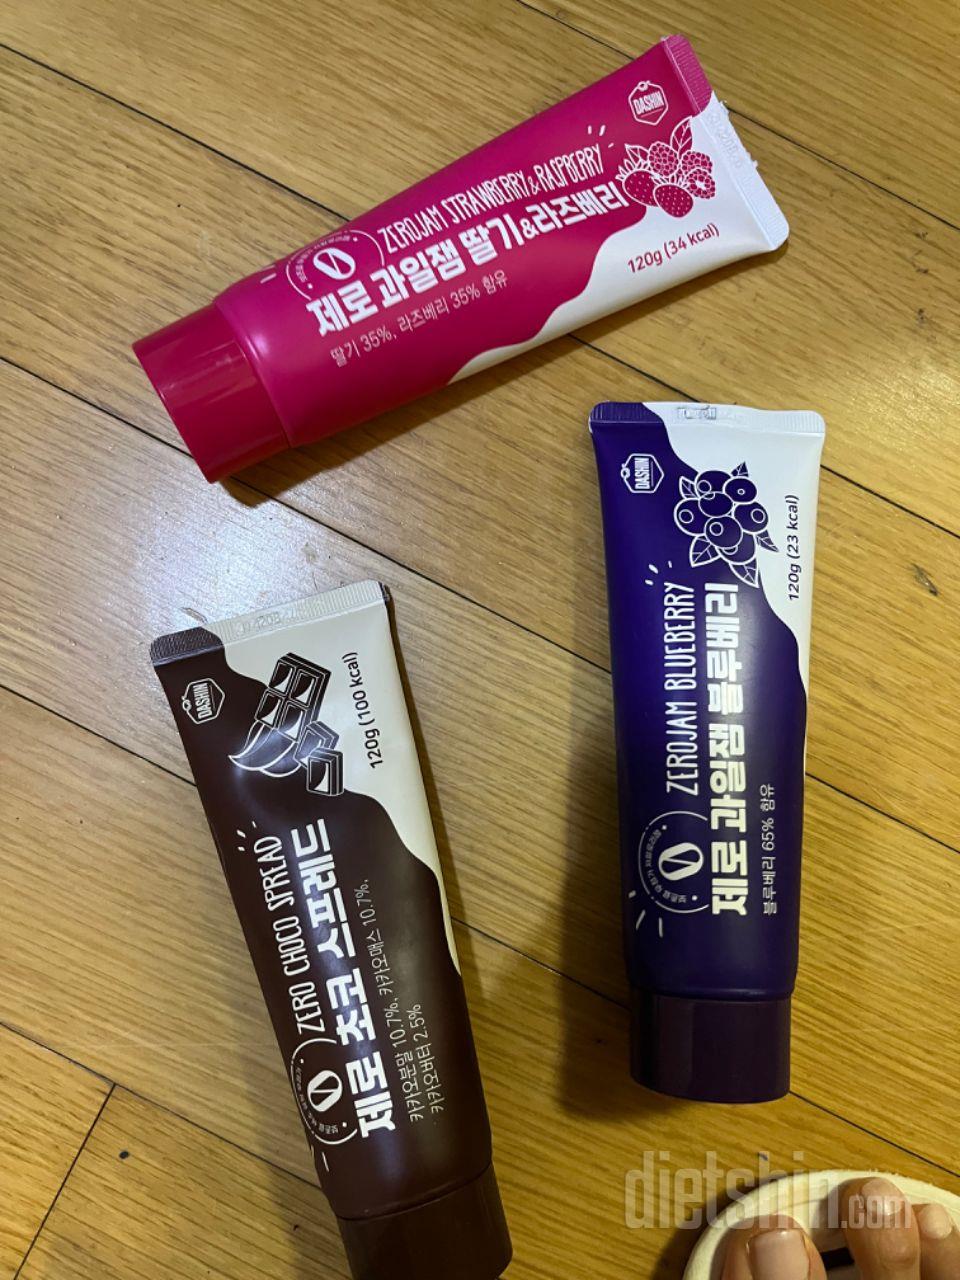 DASHIN
ZEROJAM STRAWBERRY & RASPBERRY
제로 과일잼 딸기&라즈베리
딸기 35%, 라즈베리 35% 함유
120g (34 kcal)
DASHIN
ZEROJAM BLUEBERRY
제로 과일잼 블루베리
블루베리 65% 함유
120g (23 kcal)
DASHIN
ZERO CHOCO SPREAD
제로 초코 스프레드
카카오분말 10.7%, 카카오매스 10.7%,
카카오버터 2.5%
120g (100 kcal)
dietshin.com